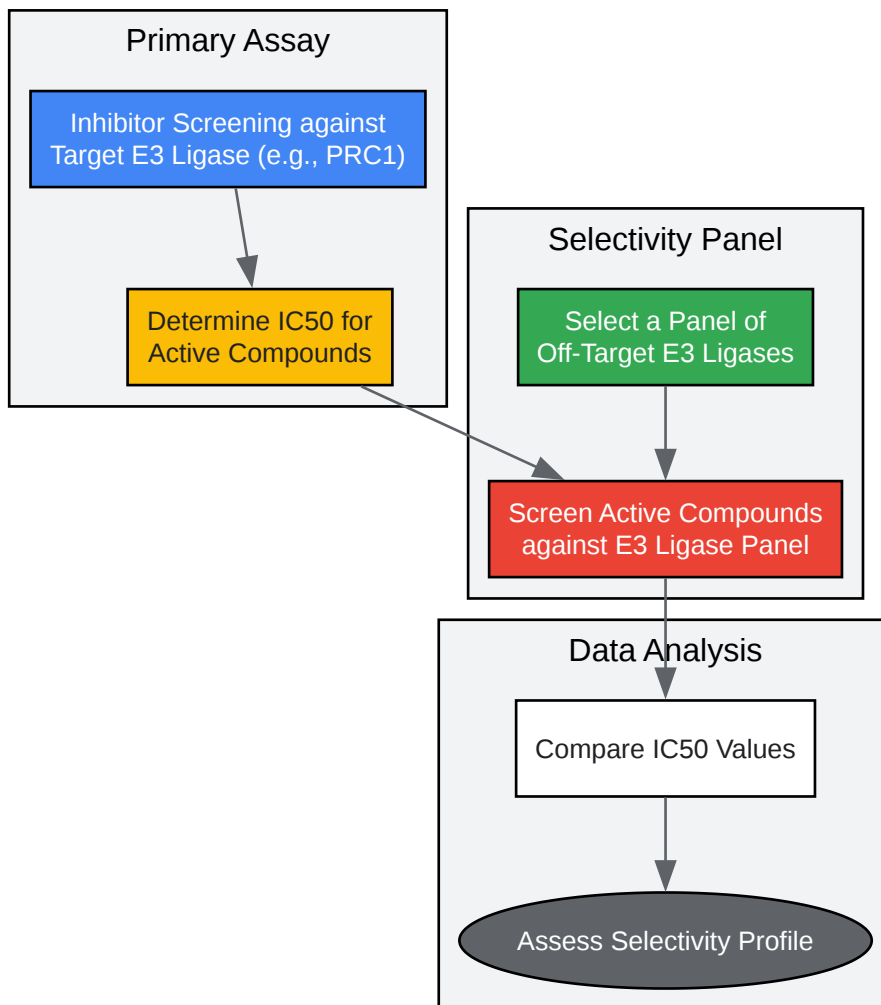 Primary Assay
Inhibitor Screening against
Target E3 Ligase (e.g., PRC1)
Determine IC50 for
Active Compounds
Selectivity Panel
Select a Panel of
Off-Target E3 Ligases
Screen Active Compounds
against E3 Ligase Panel
Data Analysis
Compare IC50 Values
Assess Selectivity Profile